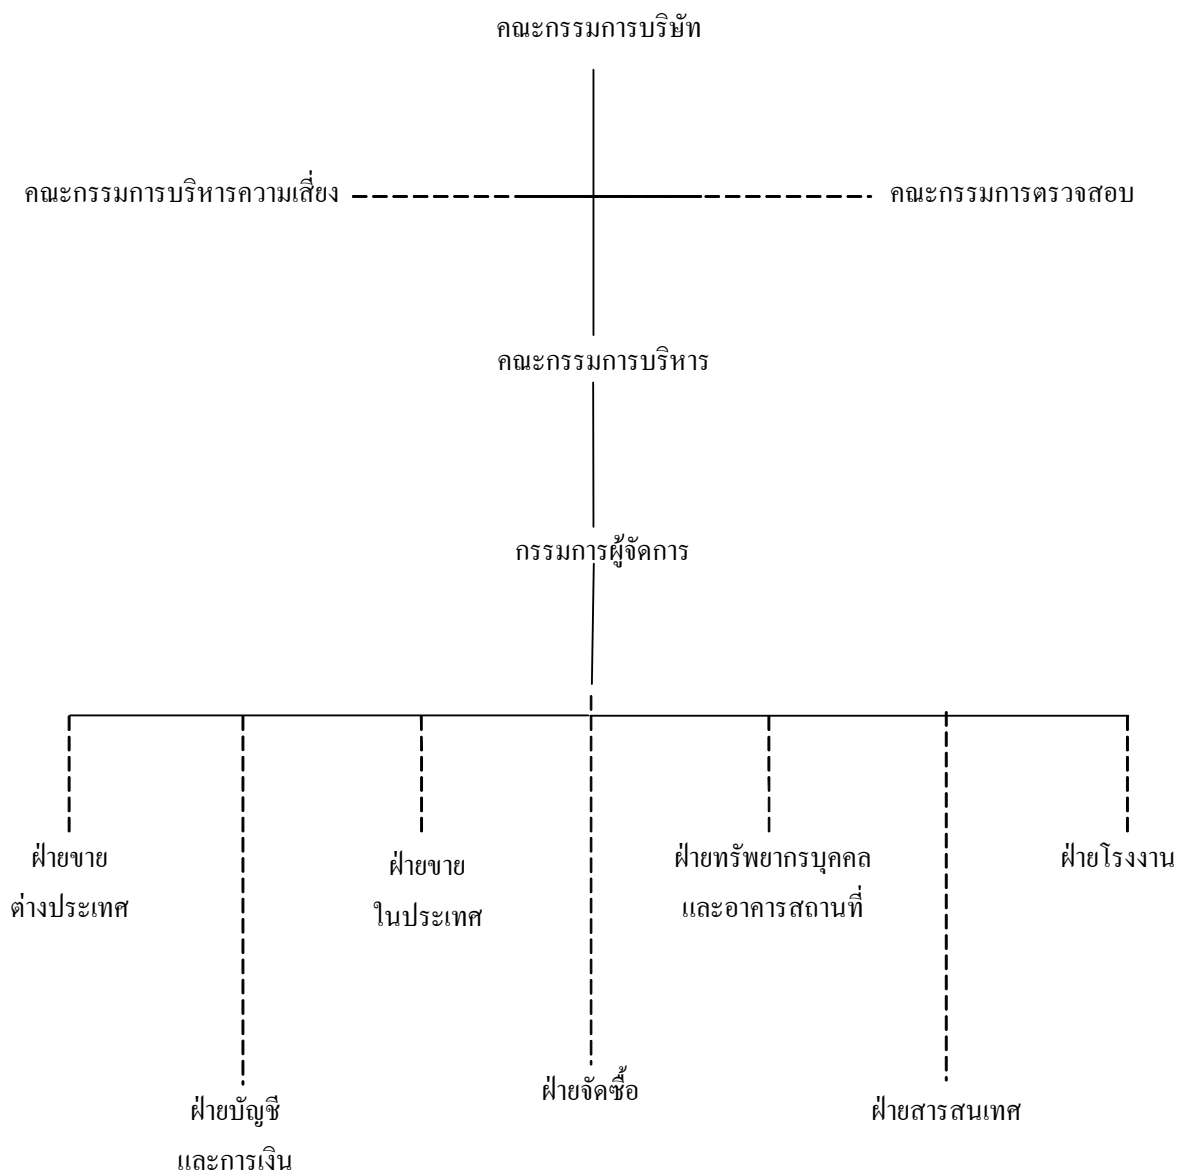 คณะกรรมการบริษัท
คณะกรรมการบริหารความเสี่ยง
คณะกรรมการตรวจสอบ
คณะกรรมการบริหาร
กรรมการผู้จัดการ
ฝ่ายขาย
ต่างประเทศ
ฝ่ายขาย
ในประเทศ
ฝ่ายทรัพยากรบุคคล
และอาคารสถานที่
ฝ่ายโรงงาน
ฝ่ายบัญชี
และการเงิน
ฝ่ายจัดซื้อ
ฝ่ายสารสนเทศ